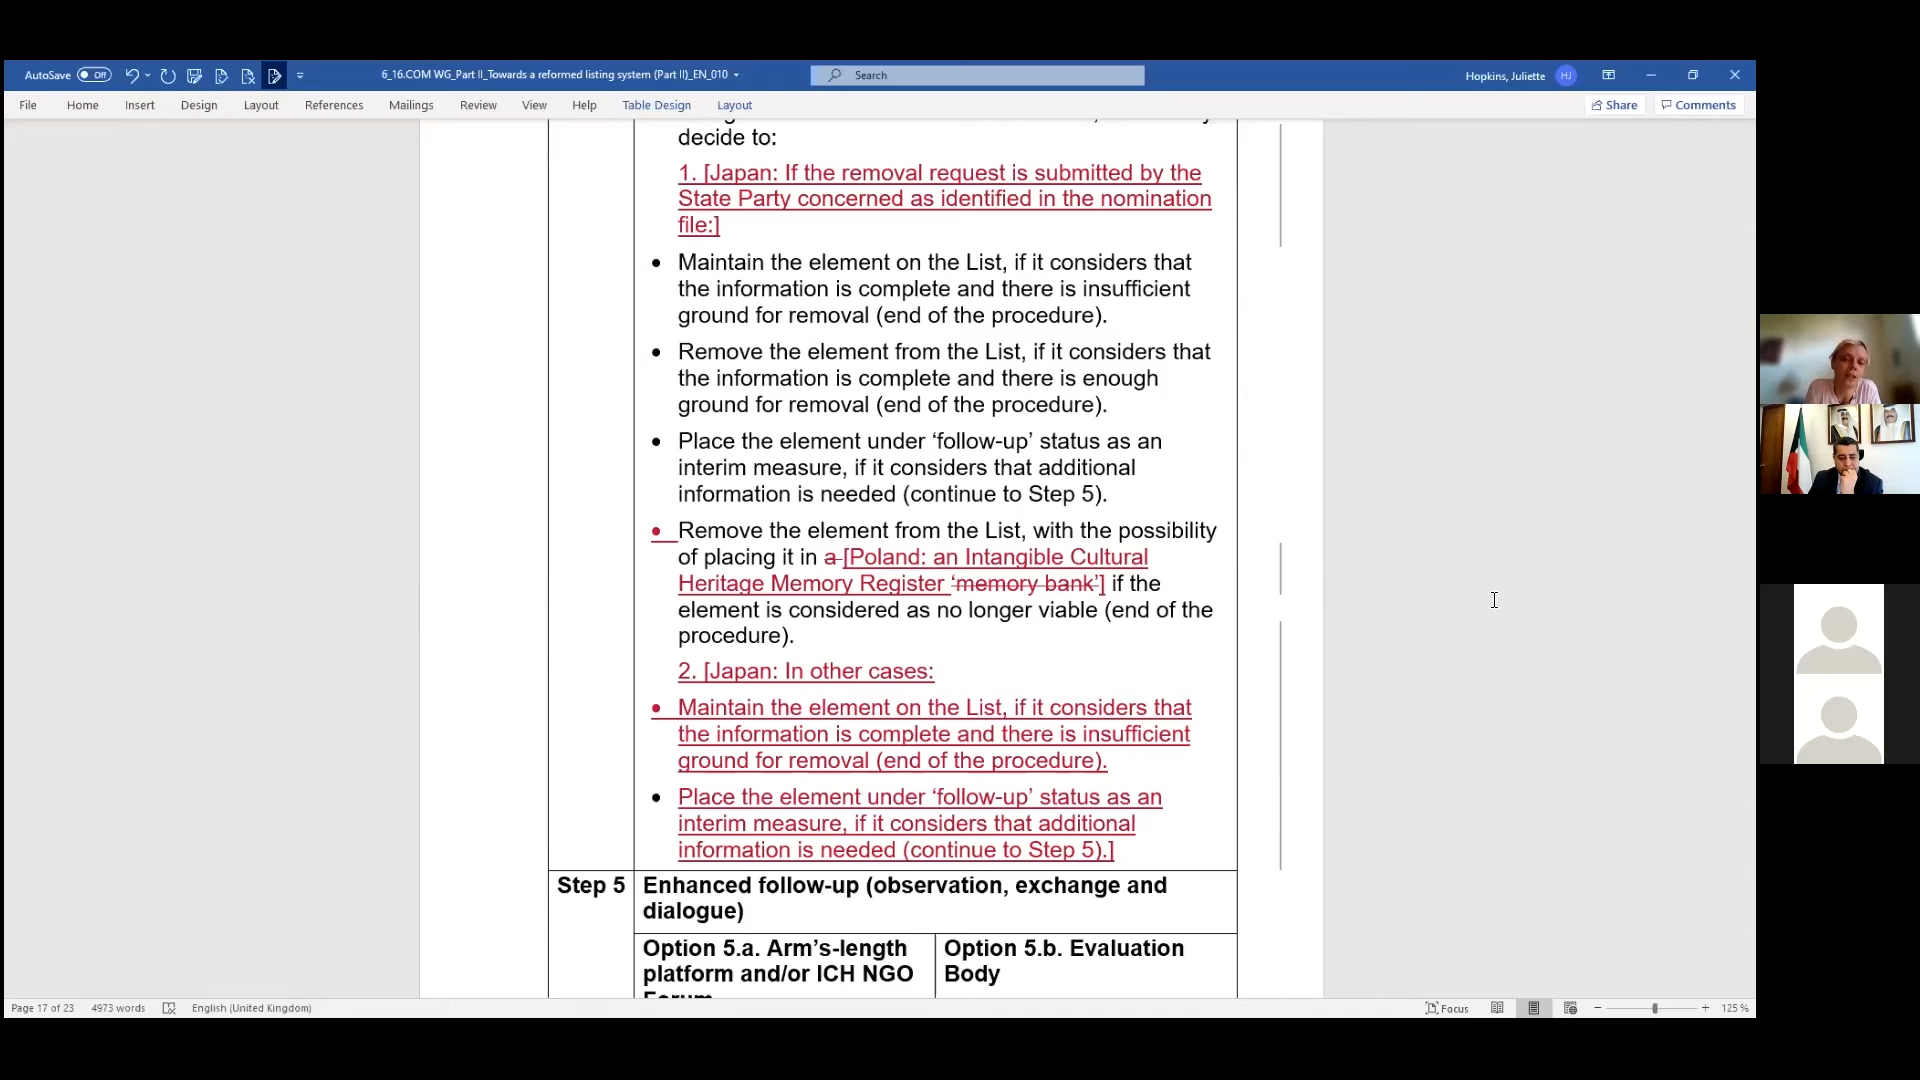 AutoSave Off
6_16.COM WG_Part II_Towards a reformed listing system (Part II)_EN_010
Search
Hopkins, Juliette HJ
File Home Insert Design Layout References Mailings Review View Help Table Design Layout Share Comments
decide to:
1. [Japan: If the removal request is submitted by the
State Party concerned as identified in the nomination
file:]
• Maintain the element on the List, if it considers that
the information is complete and there is insufficient
ground for removal (end of the procedure).
• Remove the element from the List, if it considers that
the information is complete and there is enough
ground for removal (end of the procedure).
• Place the element under ‘follow-up’ status as an
interim measure, if it considers that additional
information is needed (continue to Step 5).
• Remove the element from the List, with the possibility
of placing it in a [Poland: an Intangible Cultural
Heritage Memory Register ‘memory bank’] if the
element is considered as no longer viable (end of the
procedure).
2. [Japan: In other cases:
• Maintain the element on the List, if it considers that
the information is complete and there is insufficient
ground for removal (end of the procedure).
• Place the element under ‘follow-up’ status as an
interim measure, if it considers that additional
information is needed (continue to Step 5).]
Step 5 Enhanced follow-up (observation, exchange and
dialogue)
Option 5.a. Arm’s-length
platform and/or ICH NGO
Forum
Option 5.b. Evaluation
Body
Page 17 of 23 4973 words English (United Kingdom) Focus 125 %